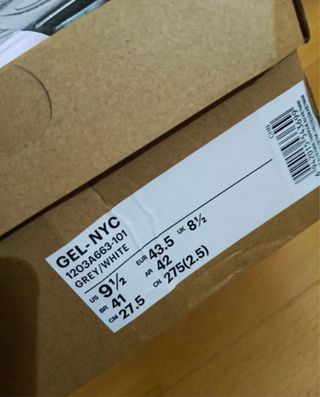 GEL-NYC
1203A663-101
GREY/WHITE
US 9½ EUR 43.5 UK 8½
BR 41 AR 42
CM 27.5 CN 275(2.5)